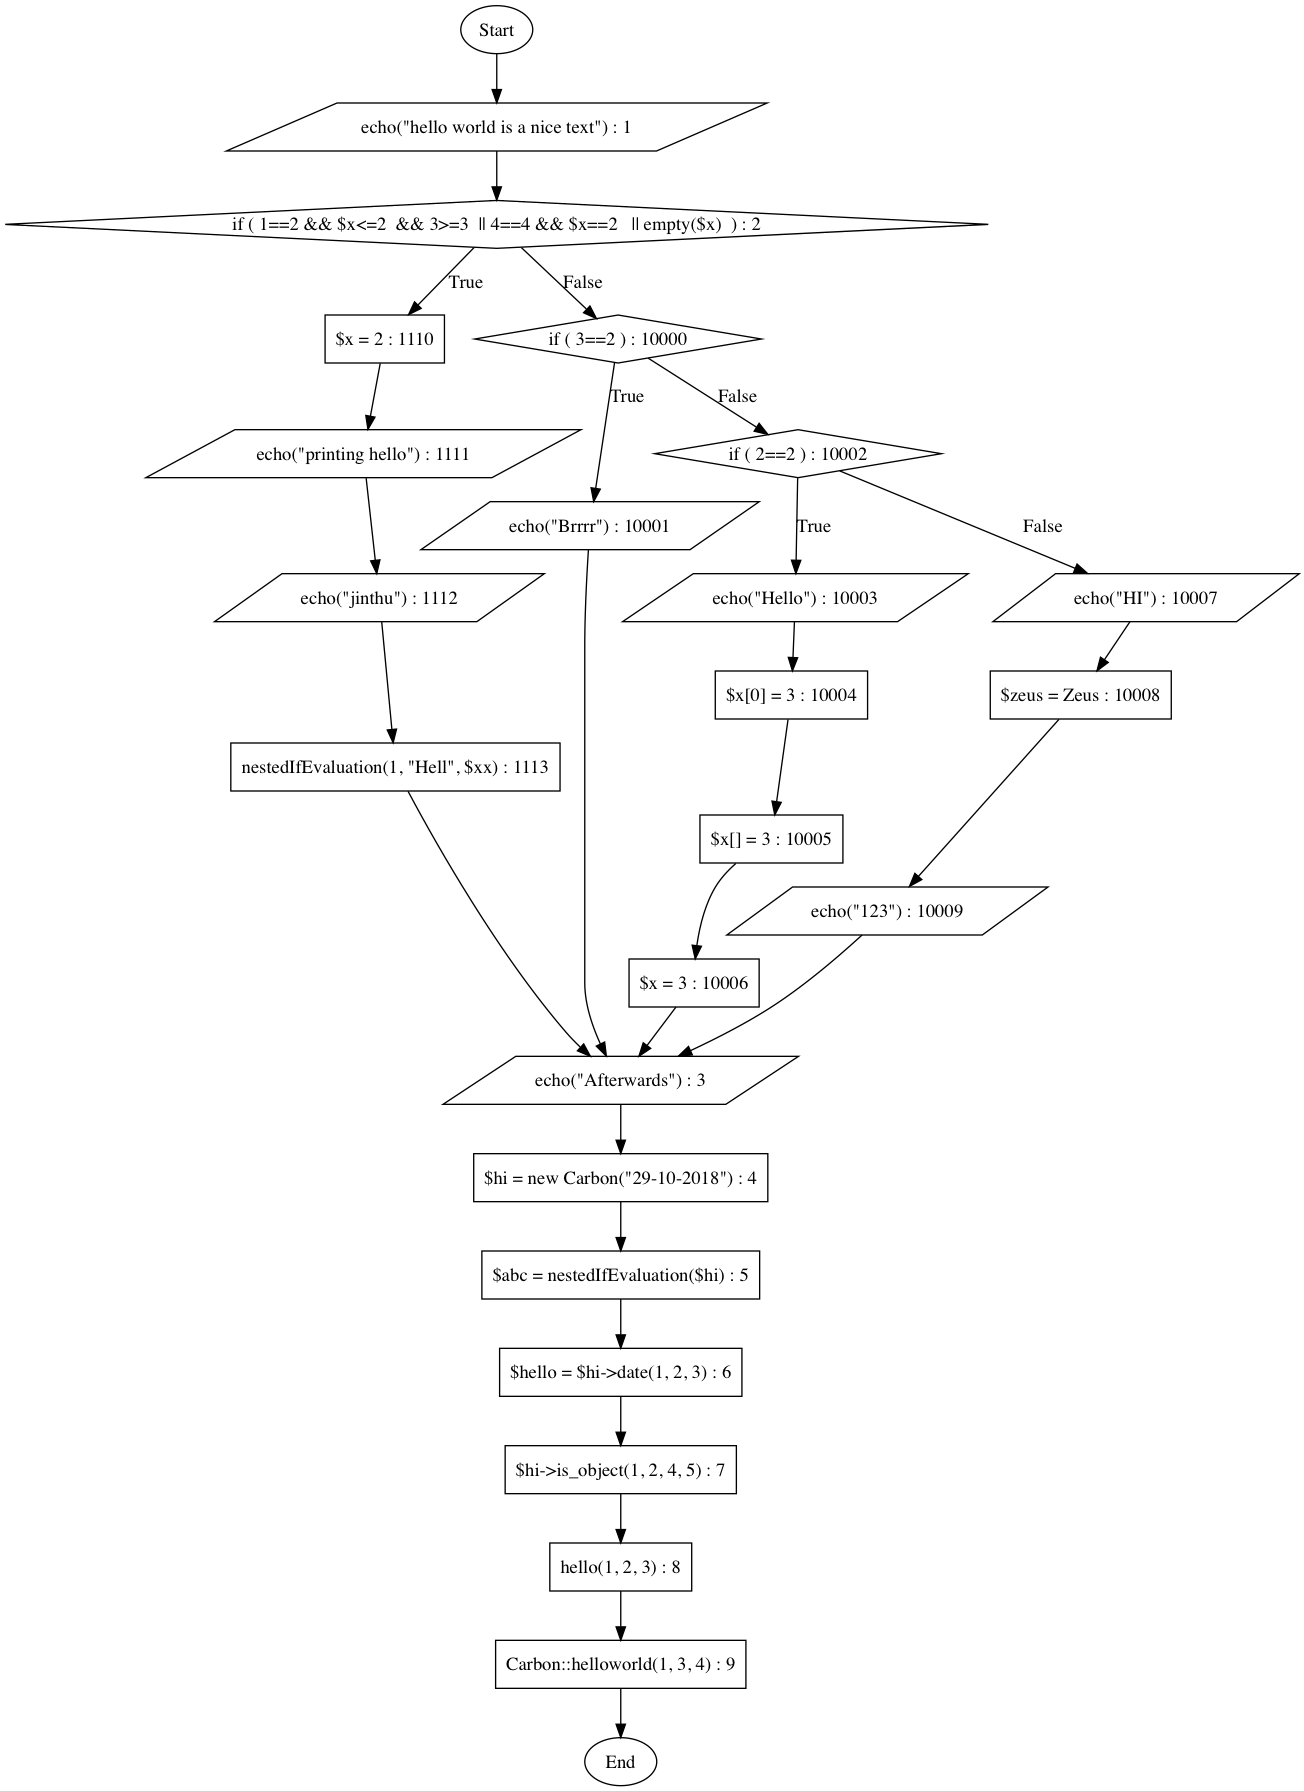 Start
echo("hello world is a nice text") : 1
if ( 1==2 && $x<=2  && 3>=3  || 4==4 && $x==2   || empty($x)  ) : 2
True
False
$x = 2 : 1110
if ( 3==2 ) : 10000
True
False
echo("printing hello") : 1111
if ( 2==2 ) : 10002
echo("Brrrr") : 10001
True
False
echo("jinthu") : 1112
echo("Hello") : 10003
echo("HI") : 10007
$x[0] = 3 : 10004
$zeus = Zeus : 10008
nestedIfEvaluation(1, "Hell", $xx) : 1113
$x[] = 3 : 10005
echo("123") : 10009
$x = 3 : 10006
echo("Afterwards") : 3
$hi = new Carbon("29-10-2018") : 4
$abc = nestedIfEvaluation($hi) : 5
$hello = $hi->date(1, 2, 3) : 6
$hi->is_object(1, 2, 4, 5) : 7
hello(1, 2, 3) : 8
Carbon::helloworld(1, 3, 4) : 9
End